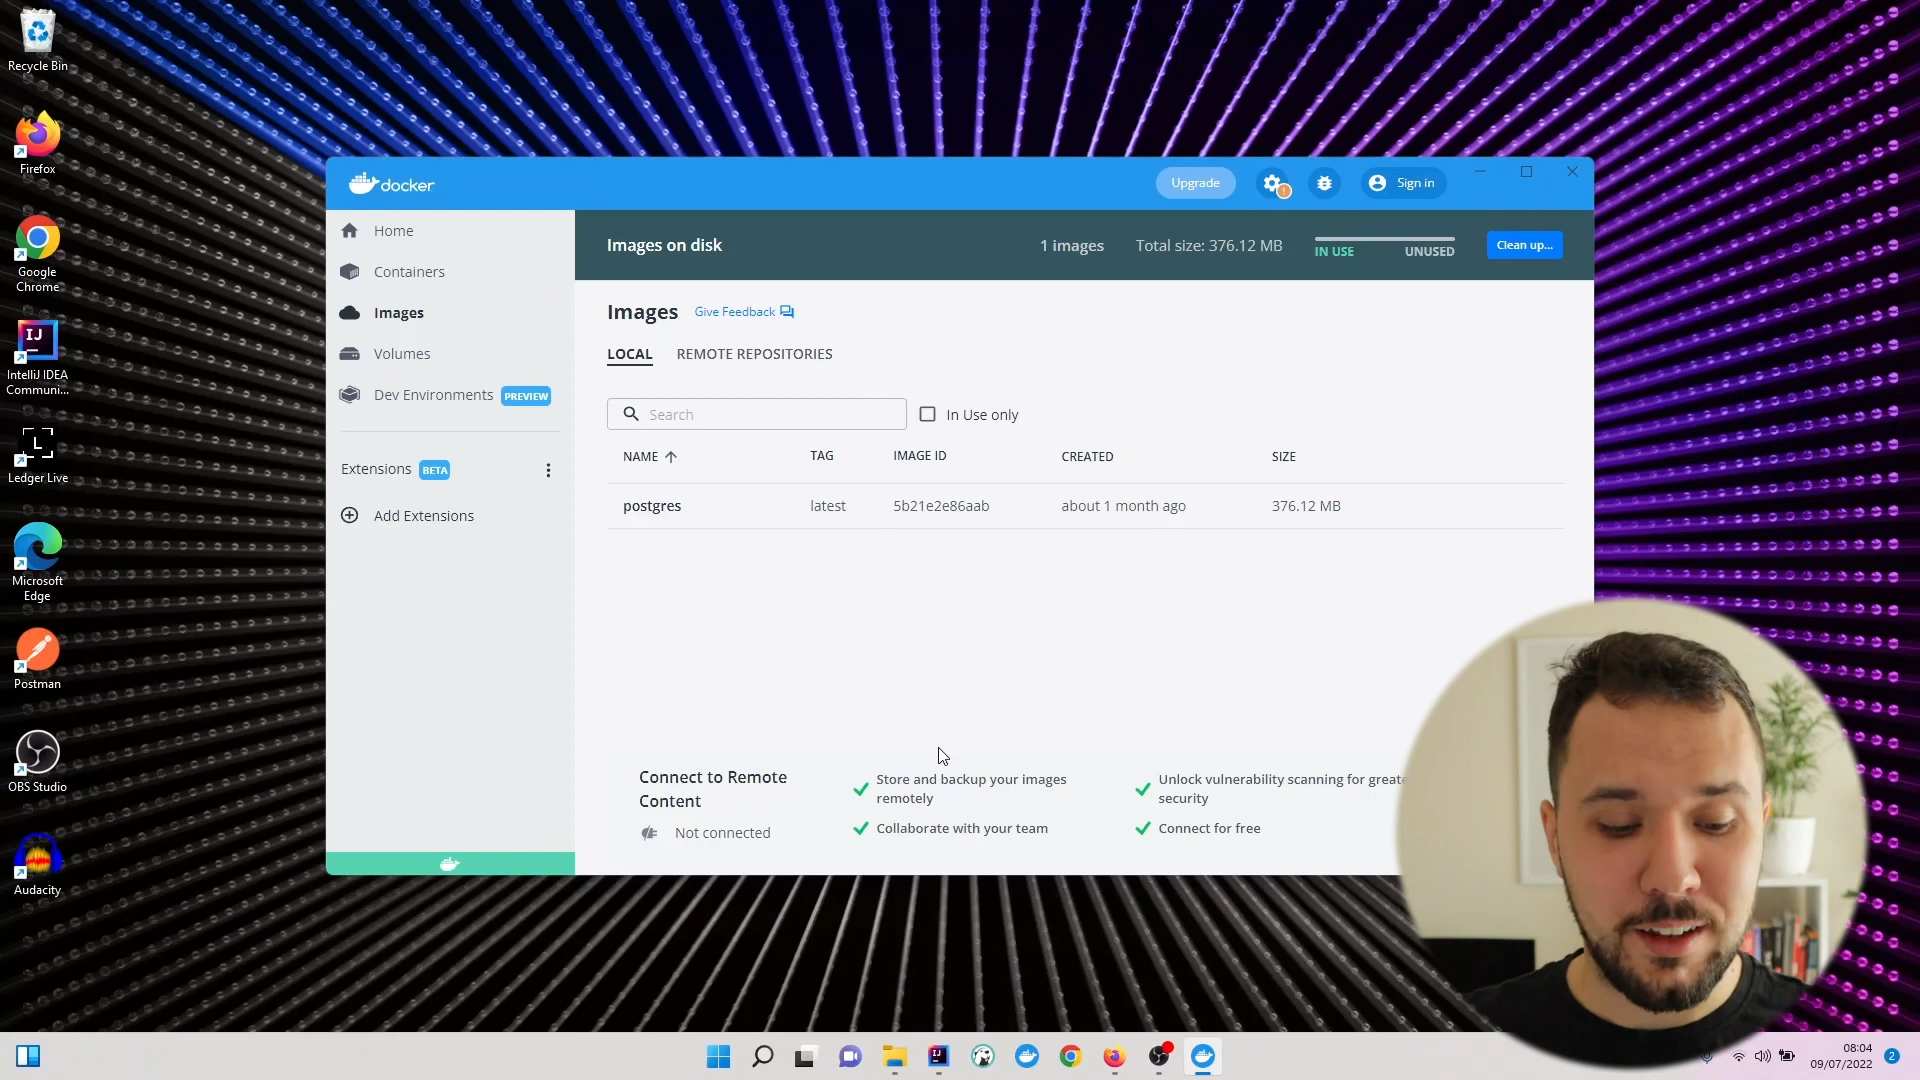 Recycle Bin
Firefox
Google
Chrome
IJ
IntelliJ IDEA
Communi...
L
Ledger Live
Microsoft
Edge
Postman
OBS Studio
Audacity
docker
Upgrade
!
Sign in
Home
Containers
Images
Volumes
Dev Environments PREVIEW
Extensions BETA
Add Extensions
Images on disk
1 images
Total size: 376.12 MB
IN USE
UNUSED
Clean up...
Images
Give Feedback
LOCAL
REMOTE REPOSITORIES
Search
In Use only
NAME TAG IMAGE ID CREATED SIZE
postgres latest 5b21e2e86aab about 1 month ago 376.12 MB
Connect to Remote
Content
Not connected
Store and backup your images
remotely
Collaborate with your team
Unlock vulnerability scanning for greate
security
Connect for free
IJ
08:04
09/07/2022
2